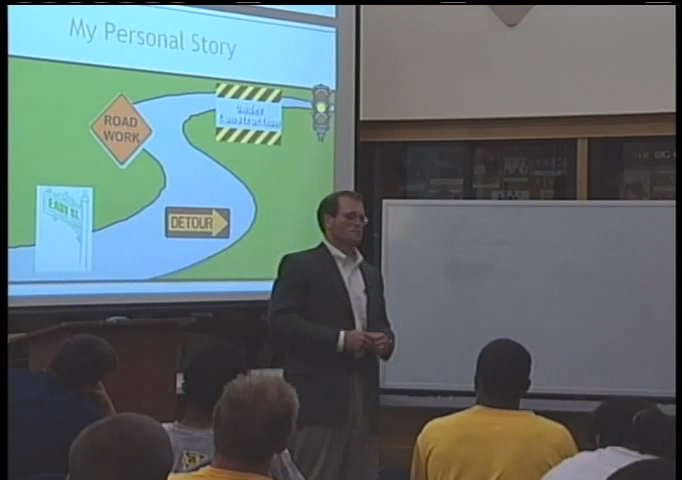 My Personal Story
ROAD
WORK
Under
Construction
EASY ST.
DETOUR